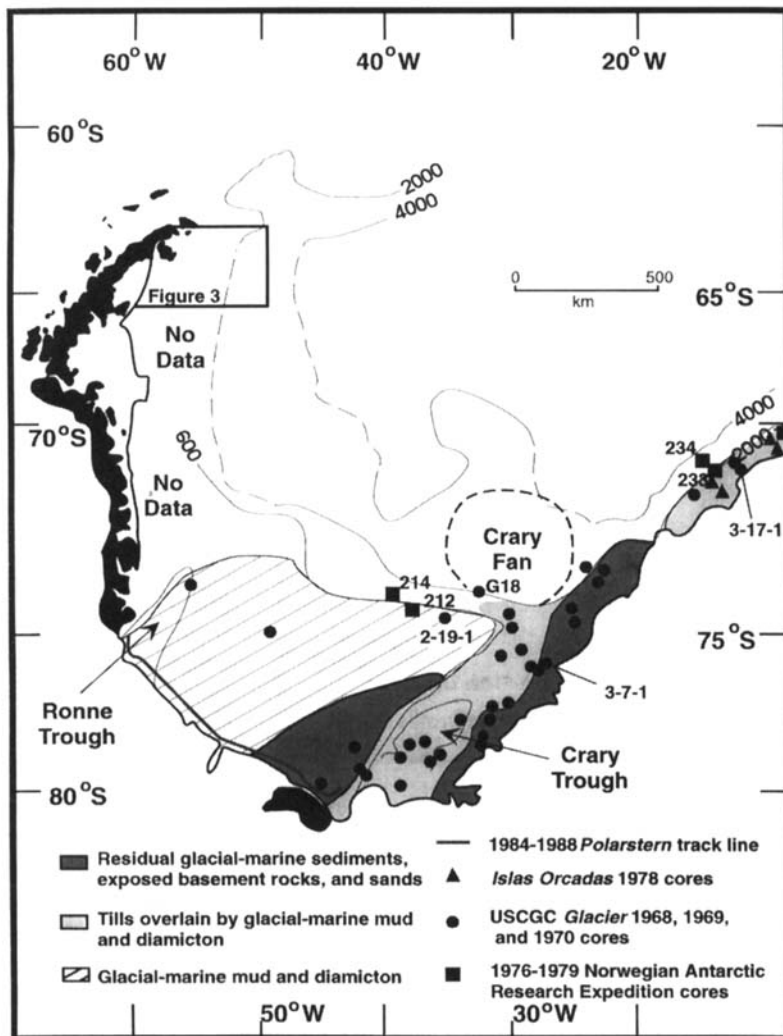 60°W
40°W
20°W
60°S
2000
4000
Figure 3
0
500
km
65°S
No
Data
70°S
600
4000
2000
234
238
No
Data
3-17-1
Crary
Fan
214
G18
212
2-19-1
75°S
3-7-1
Ronne
Trough
Crary
Trough
80°S
Residual glacial-marine sediments,
exposed basement rocks, and sands
Tills overlain by glacial-marine mud
and diamicton
Glacial-marine mud and diamicton
1984-1988 Polarstern track line
Islas Orcadas 1978 cores
USCGC Glacier 1968, 1969,
and 1970 cores
1976-1979 Norwegian Antarctic
Research Expedition cores
50°W
30°W